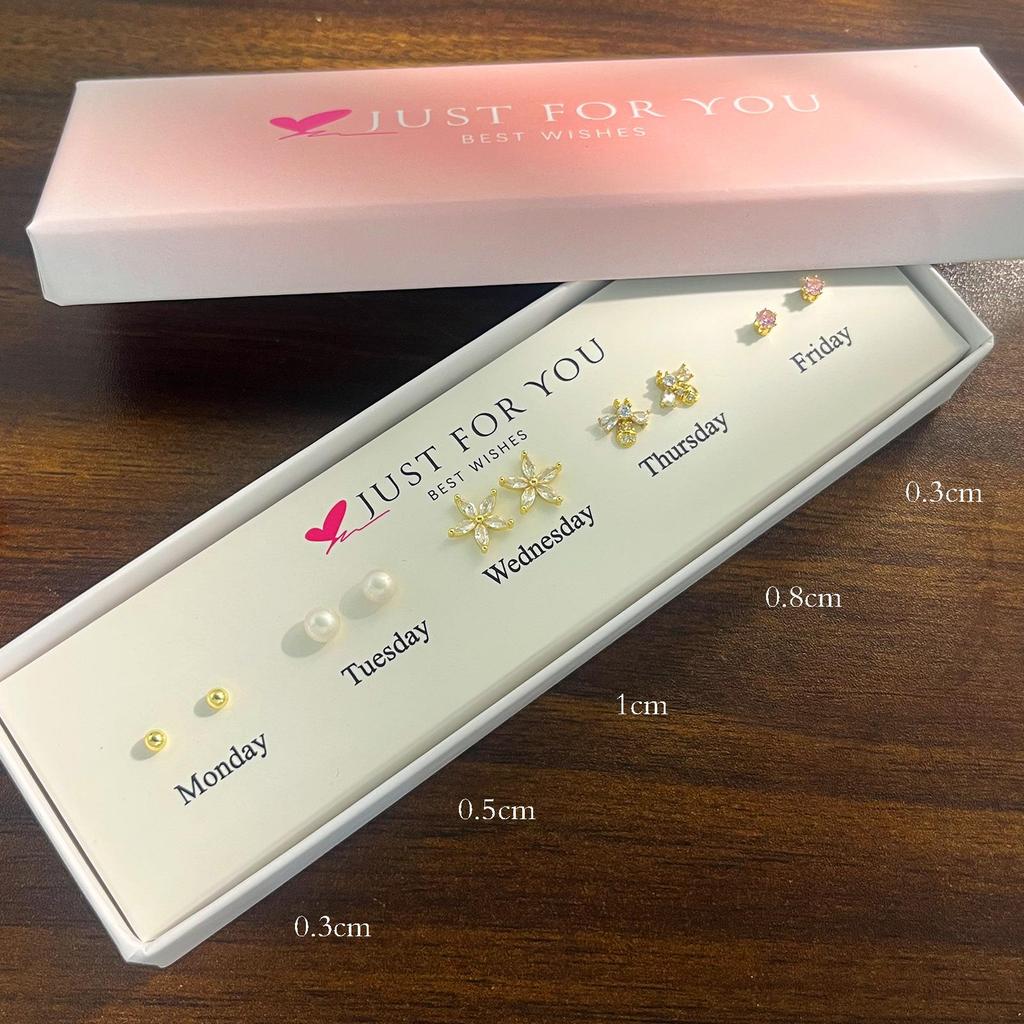 JUST FOR YOU
BEST WISHES
JUST FOR YOU
BEST WISHES
Monday
Tuesday
Wednesday
Thursday
Friday
0.3cm
0.5cm
1cm
0.8cm
0.3cm